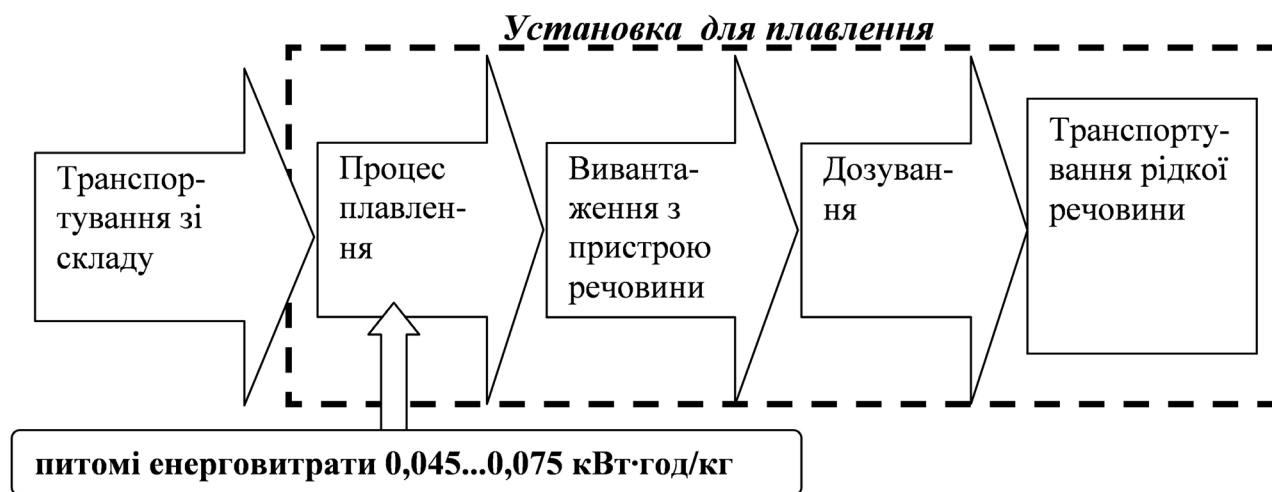 Установка для плавлення
Транспор-
тування зі
складу
Процес
плавлен-
ня
Виванта-
ження з
пристрою
речовини
Дозуван-
ня
Транспорту-
вання рідкої
речовини
питомі енерговитрати 0,045...0,075 кВт·год/кг